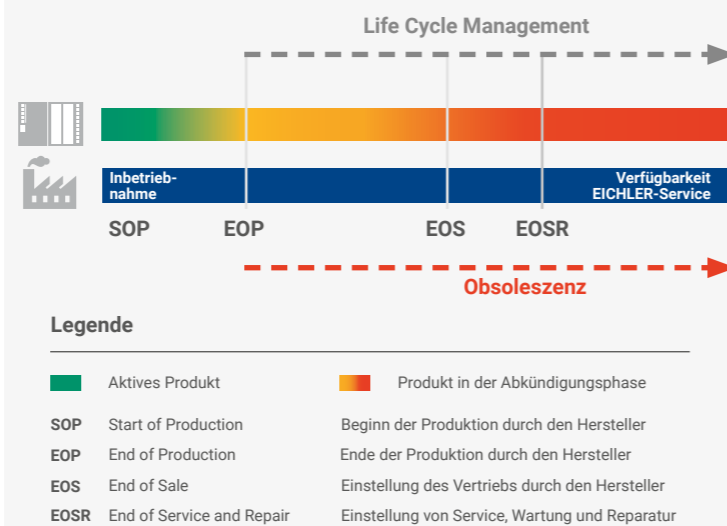 Life Cycle Management
Inbetrieb-
nahme
Verfügbarkeit
EICHLER-Service
SOP EOP EOS EOSR
Obsoleszenz
Legende
Aktives Produkt Produkt in der Abkündigungsphase
SOP Start of Production Beginn der Produktion durch den Hersteller
EOP End of Production Ende der Produktion durch den Hersteller
EOS End of Sale Einstellung des Vertriebs durch den Hersteller
EOSR End of Service and Repair Einstellung von Service, Wartung und Reparatur